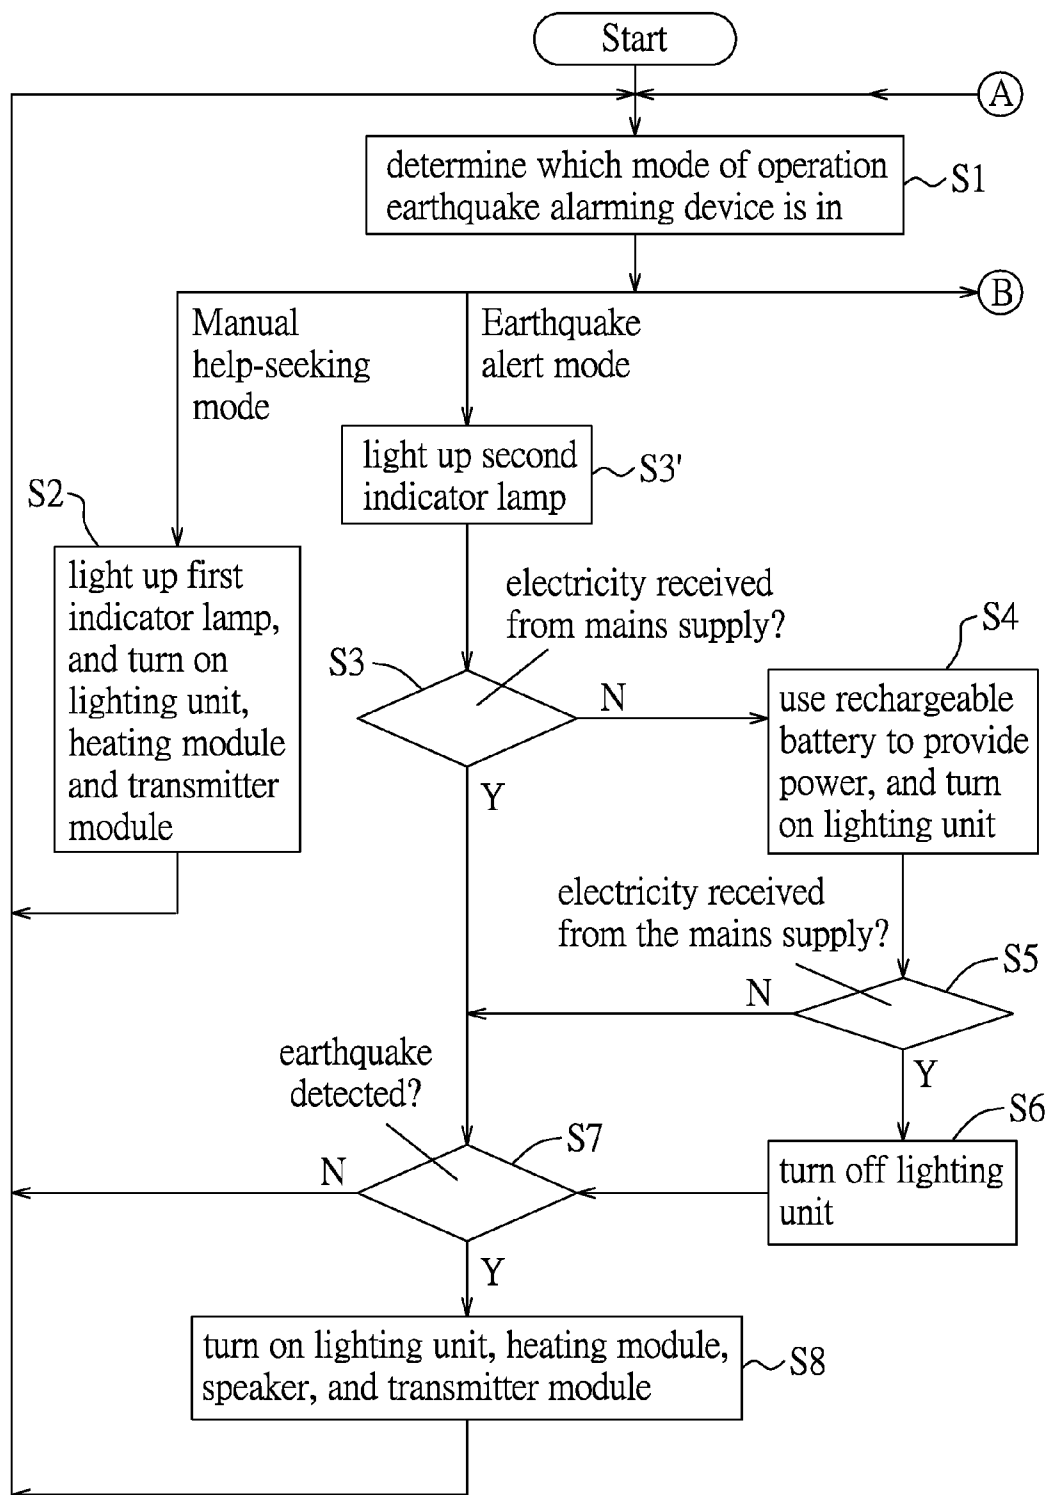 Start
A
determine which mode of operation
earthquake alarming device is in
S1
B
Manual
help-seeking
mode
Earthquake
alert mode
light up second
indicator lamp
S3'
S2
light up first
indicator lamp,
and turn on
lighting unit,
heating module
and transmitter
module
electricity received
from mains supply?
S3
N
Y
S4
use rechargeable
battery to provide
power, and turn
on lighting unit
electricity received
from the mains supply?
S5
N
Y
earthquake
detected?
S7
N
Y
S6
turn off lighting
unit
turn on lighting unit, heating module,
speaker, and transmitter module
S8